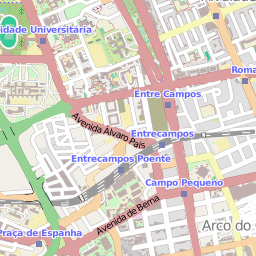 idade Universitária
Roma
Entre Campos
Avenida Álvaro Pais
Entrecampos
Entrecampos Poente
Campo Pequeno
Avenida de Berna
Arco do
Praça de Espanha